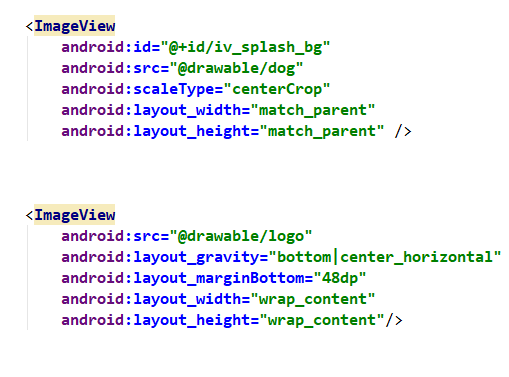 <ImageView
android:id="@+id/iv_splash_bg"
android:src="@drawable/dog"
android:scaleType="centerCrop"
android:layout_width="match_parent"
android:layout_height="match_parent" />
<ImageView
android:src="@drawable/logo"
android:layout_gravity="bottom|center_horizontal"
android:layout_marginBottom="48dp"
android:layout_width="wrap_content"
android:layout_height="wrap_content"/>